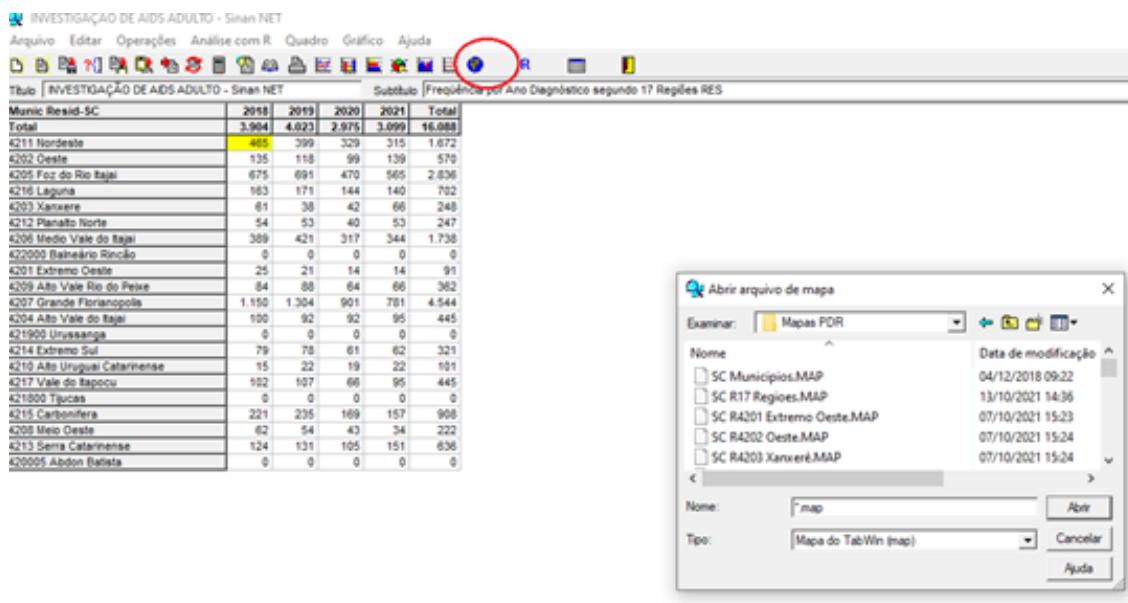 INVESTIGAÇAO DE AIDS ADULTO - Sinan NET
Arquivo Editar Operações Análise com R Quadro Gráfico Ajuda
R
Título INVESTIGAÇÃO DE AIDS ADULTO - Sinan NET Subtítulo Freqüência por Ano Diagnóstico segundo 17 Regiões RES
Munic Resid-SC 2018 2019 2020 2021 Total
Total 3.904 4.023 2.975 3.099 16.088
4211 Nordeste 465 399 329 315 1.672
4202 Oeste 135 118 99 139 570
4205 Foz do Rio Itajai 675 691 470 565 2.836
4216 Laguna 163 171 144 140 702
4203 Xanxere 61 38 42 66 248
4212 Planalto Norte 54 53 40 53 247
4206 Medio Vale do Itajai 389 421 317 344 1.738
422000 Balneário Rincão 0 0 0 0 0
4201 Extremo Oeste 25 21 14 14 91
4209 Alto Vale Rio do Peixe 84 88 64 66 362
4207 Grande Florianopolis 1.150 1.304 901 781 4.544
4204 Alto Vale do Itajai 100 92 92 95 445
421900 Urussanga 0 0 0 0 0
4214 Extremo Sul 79 78 61 62 321
4210 Alto Uruguai Catarinense 15 22 19 22 101
4217 Vale do Itapocu 102 107 66 95 445
421800 Tijucas 0 0 0 0 0
4215 Carbonifera 221 235 169 157 908
4208 Meio Oeste 62 54 43 34 222
4213 Serra Catarinense 124 131 105 151 636
420005 Abdon Batista 0 0 0 0 0
Abrir arquivo de mapa
Examinar: Mapas PDR
Nome Data de modificação
SC Municipios.MAP 04/12/2018 09:22
SC R17 Regioes.MAP 13/10/2021 14:36
SC R4201 Extremo Oeste.MAP 07/10/2021 15:23
SC R4202 Oeste.MAP 07/10/2021 15:24
SC R4203 Xanxerê.MAP 07/10/2021 15:24
Nome: *.map Abrir
Tipo: Mapa do TabWin (map) Cancelar
Ajuda